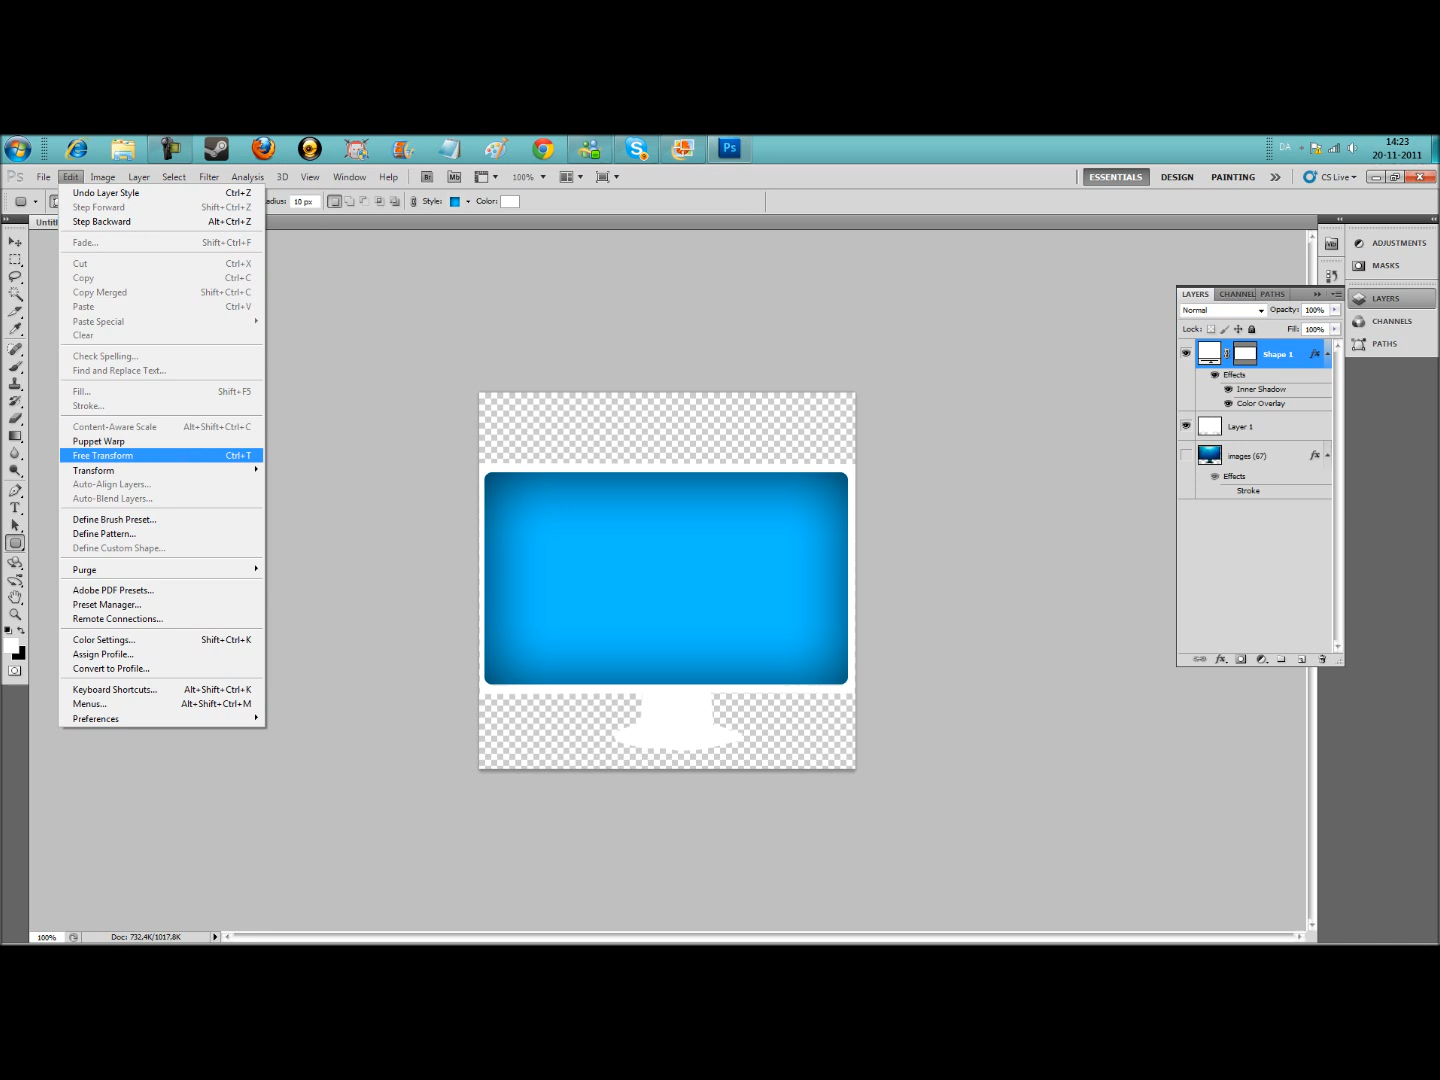 Ps
14:23
DA
20-11-2011
Ps File Edit Image Layer Select Filter Analysis 3D View Window Help Br Mb 100% ESSENTIALS DESIGN PAINTING CS Live
10 px Style: Color:
Undo Layer Style Ctrl+Z
Step Forward Shift+Ctrl+Z
Step Backward Alt+Ctrl+Z
Fade... Shift+Ctrl+F
Cut Ctrl+X
Copy Ctrl+C
Copy Merged Shift+Ctrl+C
Paste Ctrl+V
Paste Special
Clear
Check Spelling...
Find and Replace Text...
Fill... Shift+F5
Stroke...
Content-Aware Scale Alt+Shift+Ctrl+C
Puppet Warp
Free Transform Ctrl+T
Transform
Auto-Align Layers...
Auto-Blend Layers...
Define Brush Preset...
Define Pattern...
Define Custom Shape...
Purge
Adobe PDF Presets...
Preset Manager...
Remote Connections...
Color Settings... Shift+Ctrl+K
Assign Profile...
Convert to Profile...
Keyboard Shortcuts... Alt+Shift+Ctrl+K
Menus... Alt+Shift+Ctrl+M
Preferences
ADJUSTMENTS
MASKS
LAYERS
CHANNELS
PATHS
LAYERS CHANNEL PATHS
Normal Opacity: 100%
Lock: Fill: 100%
Shape 1 fx
Effects
Inner Shadow
Color Overlay
Layer 1
images (67) fx
Effects
Stroke
100% Doc: 732,4K/1017,8K